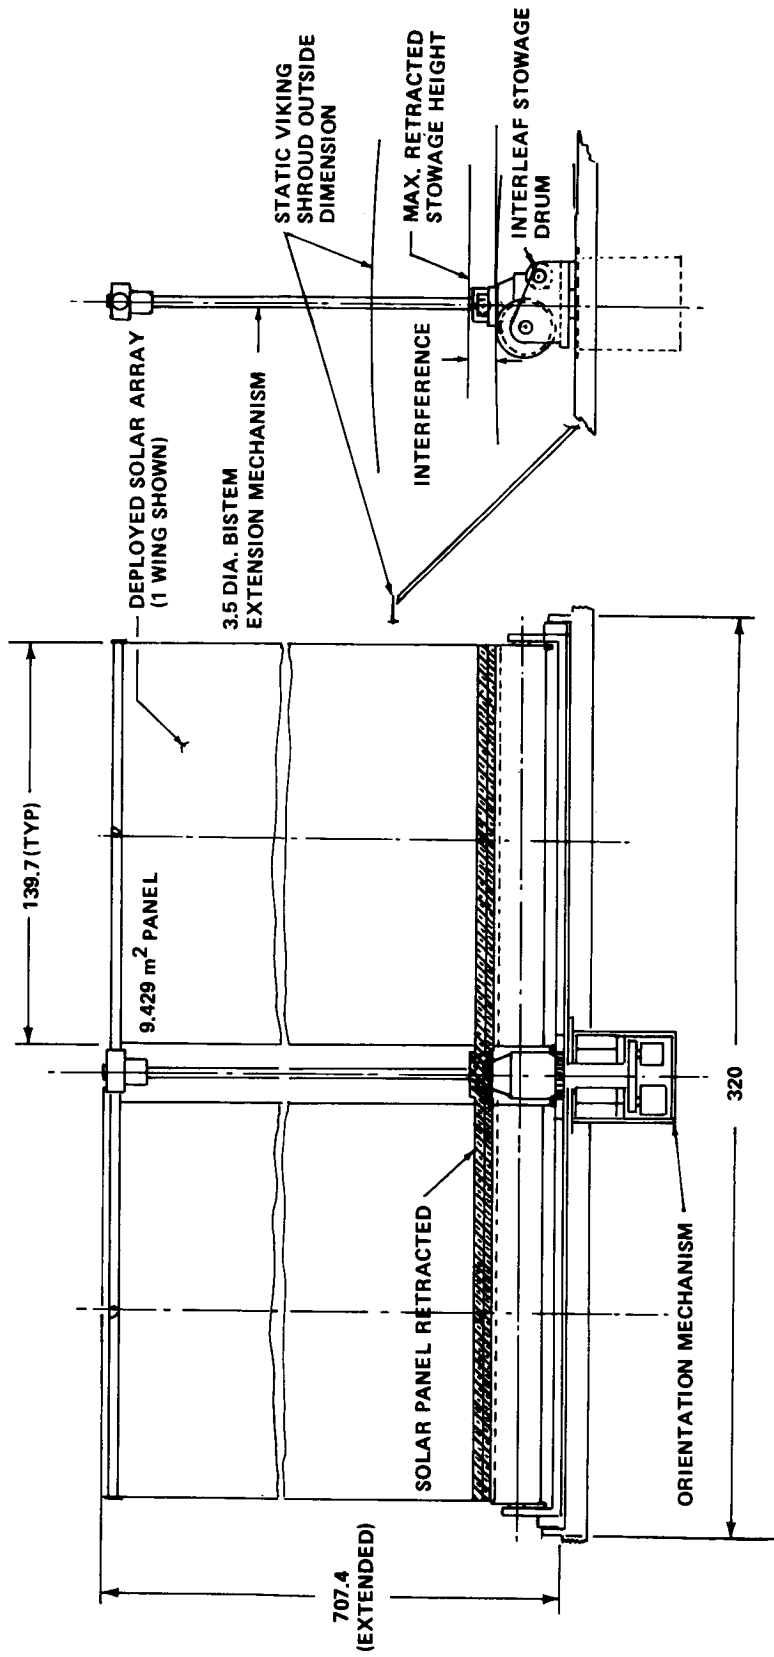 707.4
(EXTENDED)
139.7 (TYP)
9.429 m² PANEL
DEPLOYED SOLAR ARRAY
(1 WING SHOWN)
3.5 DIA. BISTEM
EXTENSION MECHANISM
STATIC VIKING
SHROUD OUTSIDE
DIMENSION
MAX. RETRACTED
STOWAGE HEIGHT
INTERFERENCE
INTERLEAF STOWAGE
DRUM
SOLAR PANEL RETRACTED
ORIENTATION MECHANISM
320